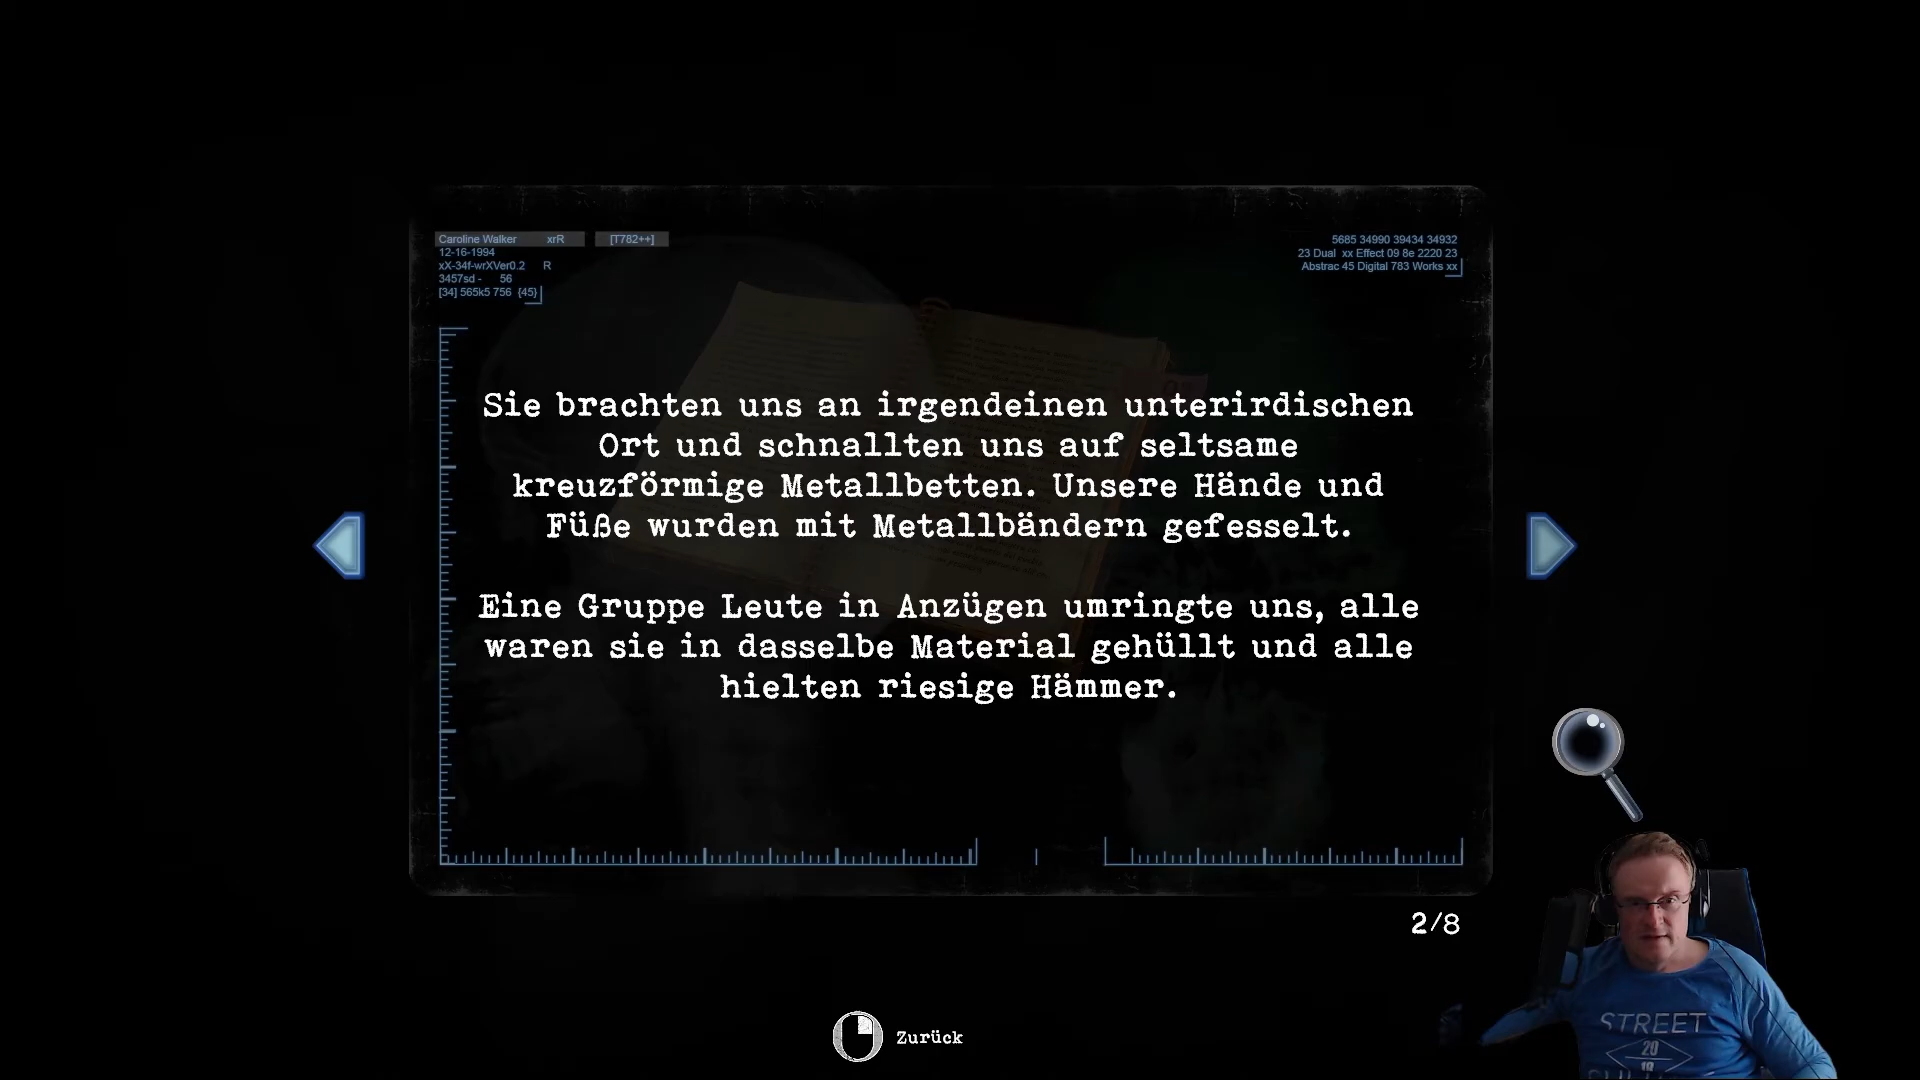 Caroline Walker xrR [T782++]
12-16-1994
xX-34f-wrXVer0.2 R
3457sd - 56
[34] 565k5 756 {45}
5685 34990 39434 34932
23 Dual xx Effect 09 8e 2220 23
Abstrac 45 Digital 783 Works xx
Sie brachten uns an irgendeinen unterirdischen
Ort und schnallten uns auf seltsame
kreuzförmige Metallbetten. Unsere Hände und
Füße wurden mit Metallbändern gefesselt.
Eine Gruppe Leute in Anzügen umringte uns, alle
waren sie in dasselbe Material gehüllt und alle
hielten riesige Hämmer.
2/8
Zurück
STREET
20